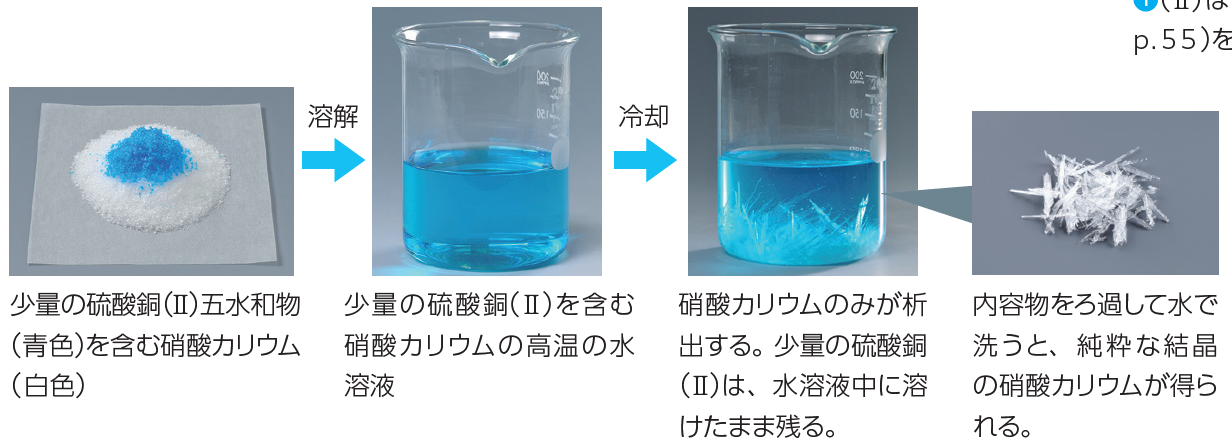 ❶(Ⅱ)は
p.55)を
溶解
冷却
200
150
200
150
少量の硫酸銅(Ⅱ)五水和物
(青色)を含む硝酸カリウム
(白色)
少量の硫酸銅(Ⅱ)を含む
硝酸カリウムの高温の水
溶液
硝酸カリウムのみが析
出する。少量の硫酸銅
(Ⅱ)は、水溶液中に溶
けたまま残る。
内容物をろ過して水で
洗うと、純粋な結晶
の硝酸カリウムが得ら
れる。